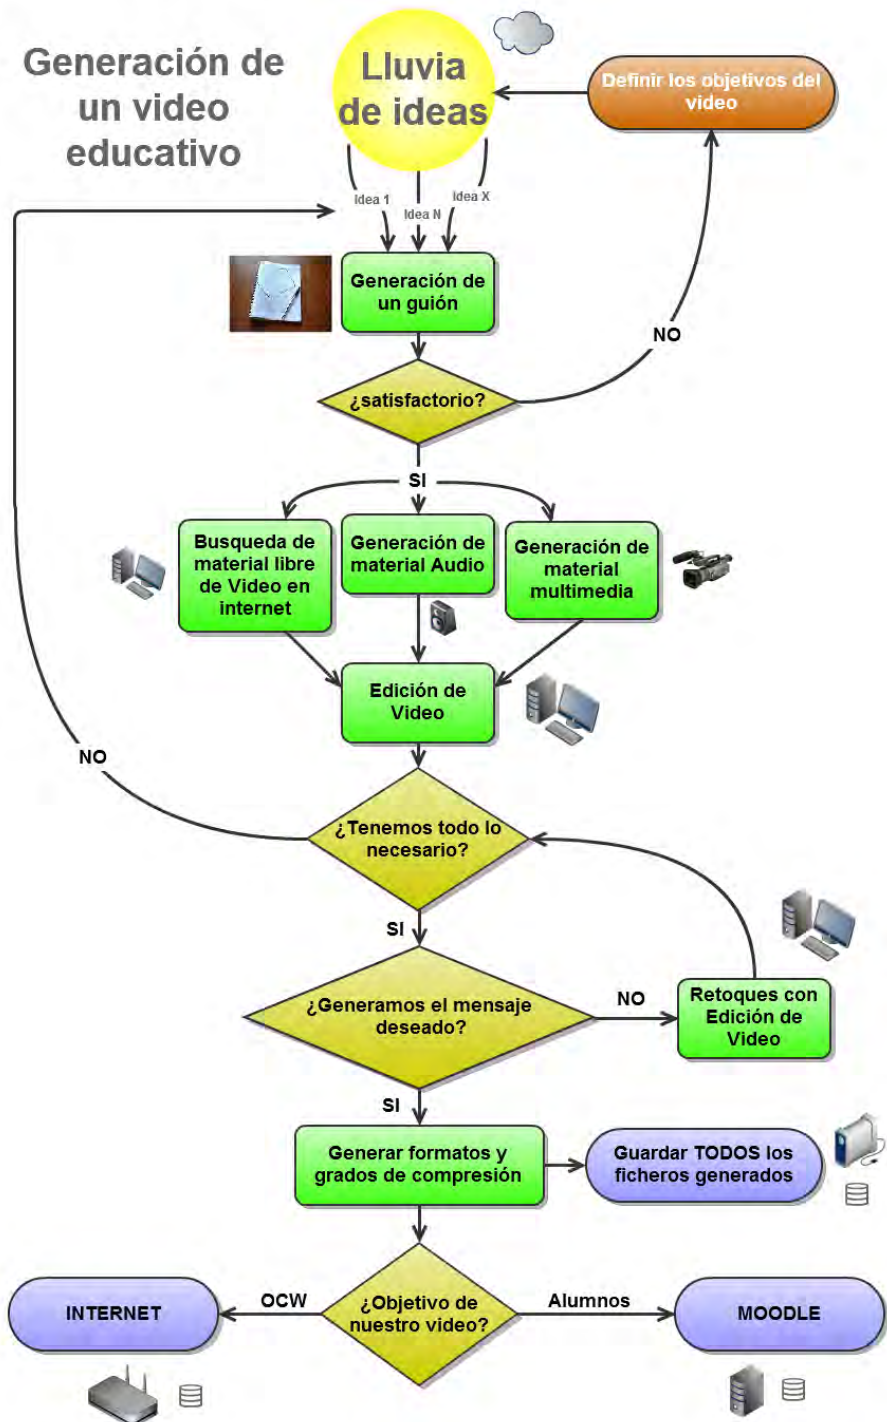 Generación de
un video
educativo
Lluvia
de ideas
Definir los objetivos del
video
Idea 1
Idea N
Idea X
Generación de
un guión
NO
¿satisfactorio?
SI
Busqueda de
material libre
de Video en
internet
Generación de
material Audio
Generación de
material
multimedia
Edición de
Video
NO
¿Tenemos todo lo
necesario?
SI
¿Generamos el mensaje
deseado?
NO
Retoques con
Edición de
Video
SI
Generar formatos y
grados de compresión
Guardar TODOS los
ficheros generados
INTERNET
OCW
¿Objetivo de
nuestro video?
Alumnos
MOODLE